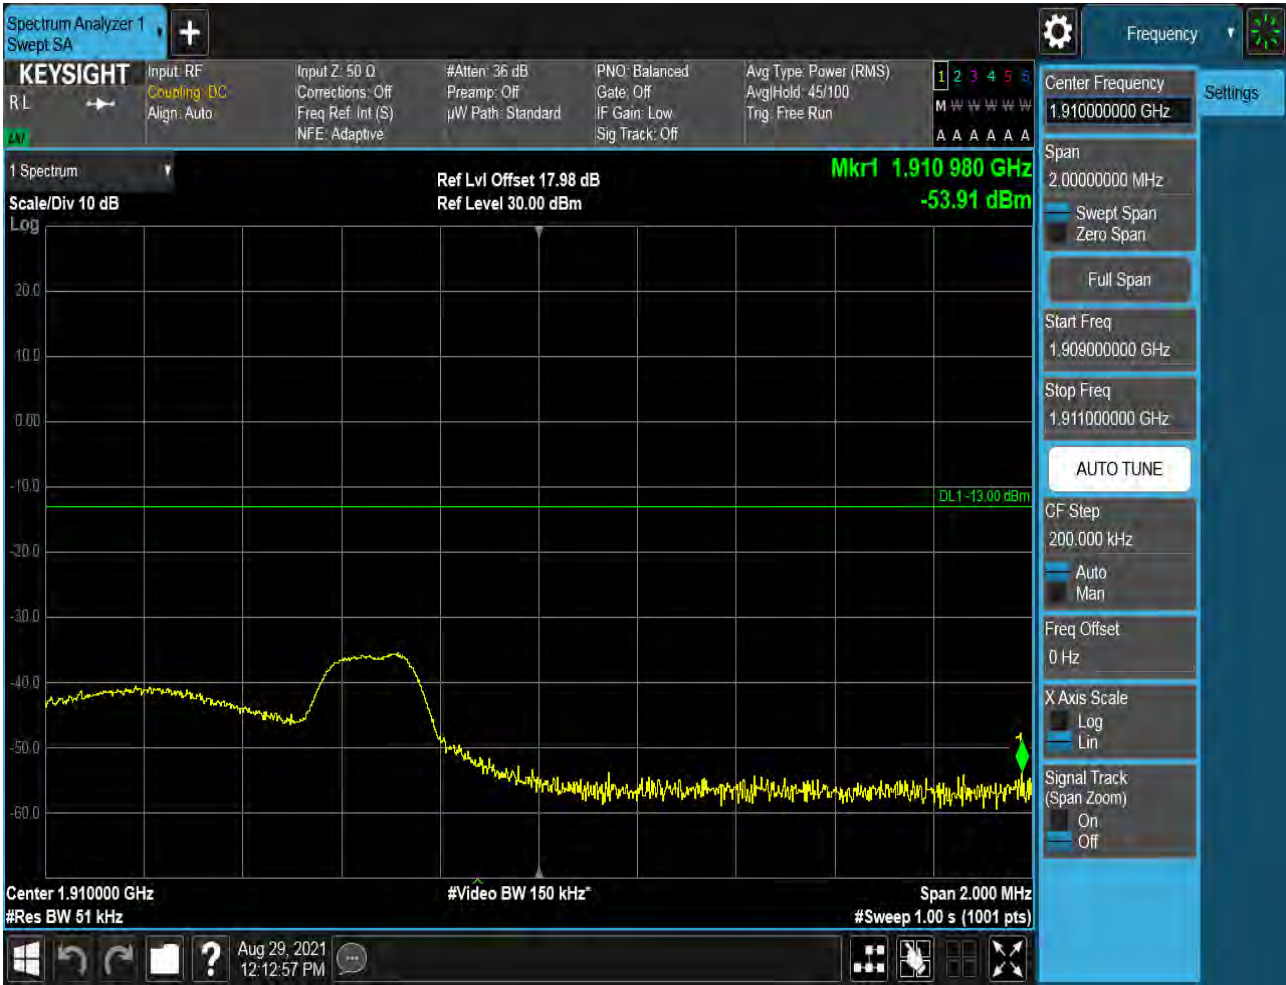 Spectrum Analyzer 1
Swept SA
Frequency
KEYSIGHT
R L
LXI
Input: RF
Coupling: DC
Align: Auto
Input Z: 50 Ω
Corrections: Off
Freq Ref: Int (S)
NFE: Adaptive
#Atten: 36 dB
Preamp: Off
µW Path: Standard
PNO: Balanced
Gate: Off
IF Gain: Low
Sig Track: Off
Avg Type: Power (RMS)
Avg|Hold: 45/100
Trig: Free Run
1 2 3 4 5 6
M W W W W W
A A A A A A
1 Spectrum
Scale/Div 10 dB
Log
Ref Lvl Offset 17.98 dB
Ref Level 30.00 dBm
Mkr1 1.910 980 GHz
-53.91 dBm
20.0
10.0
0.00
-10.0
DL1 -13.00 dBm
-20.0
-30.0
-40.0
-50.0
1
-60.0
Center 1.910000 GHz
#Video BW 150 kHz*
Span 2.000 MHz
#Res BW 51 kHz
#Sweep 1.00 s (1001 pts)
Aug 29, 2021
12:12:57 PM
Center Frequency
1.910000000 GHz
Settings
Span
2.00000000 MHz
Swept Span
Zero Span
Full Span
Start Freq
1.909000000 GHz
Stop Freq
1.911000000 GHz
AUTO TUNE
CF Step
200.000 kHz
Auto
Man
Freq Offset
0 Hz
X Axis Scale
Log
Lin
Signal Track
(Span Zoom)
On
Off